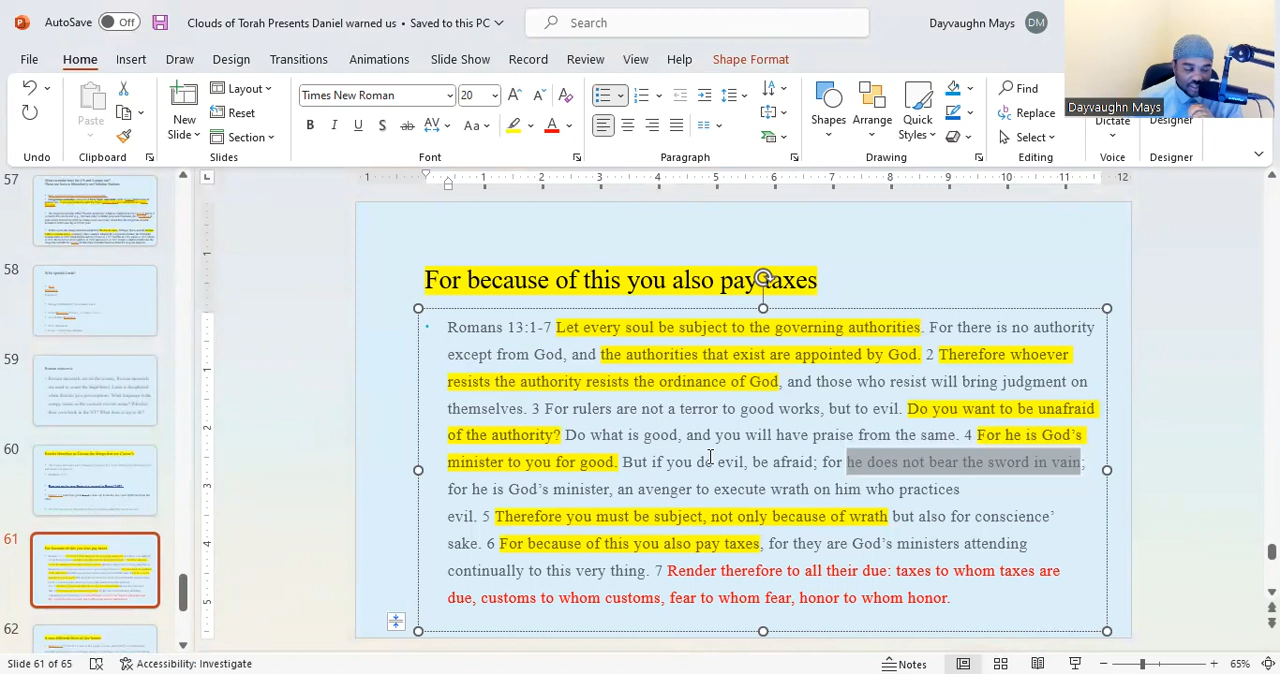 AutoSave Off Clouds of Torah Presents Daniel warned us • Saved to this PC Search Dayvaughn Mays DM
File Home Insert Draw Design Transitions Animations Slide Show Record Review View Help Shape Format
Dayvaughn Mays
Paste New Slide Layout Reset Section
Times New Roman 20
Shapes Arrange Quick Styles
Find Replace Select
Dictate Designer
Undo Clipboard Slides Font Paragraph Drawing Editing Voice Designer
57
58
59
60
61
62
For because of this you also pay taxes
• Romans 13:1-7 Let every soul be subject to the governing authorities. For there is no authority
except from God, and the authorities that exist are appointed by God. 2 Therefore whoever
resists the authority resists the ordinance of God, and those who resist will bring judgment on
themselves. 3 For rulers are not a terror to good works, but to evil. Do you want to be unafraid
of the authority? Do what is good, and you will have praise from the same. 4 For he is God’s
minister to you for good. But if you do evil, be afraid; for he does not bear the sword in vain;
for he is God’s minister, an avenger to execute wrath on him who practices
evil. 5 Therefore you must be subject, not only because of wrath but also for conscience’
sake. 6 For because of this you also pay taxes, for they are God’s ministers attending
continually to this very thing. 7 Render therefore to all their due: taxes to whom taxes are
due, customs to whom customs, fear to whom fear, honor to whom honor.
Slide 61 of 65 Accessibility: Investigate Notes 65%